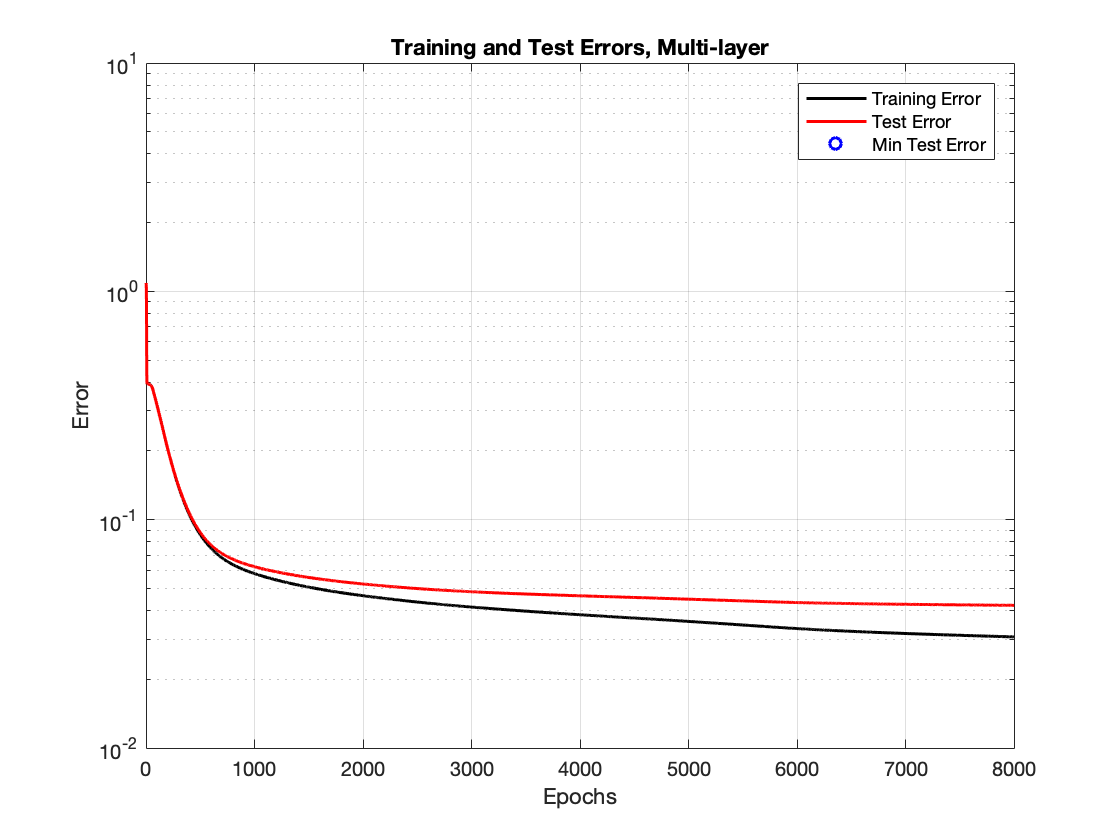 Training and Test Errors, Multi-layer
10^1
Training Error
Test Error
Min Test Error
10^0
Error
10^-1
10^-2
0 1000 2000 3000 4000 5000 6000 7000 8000
Epochs